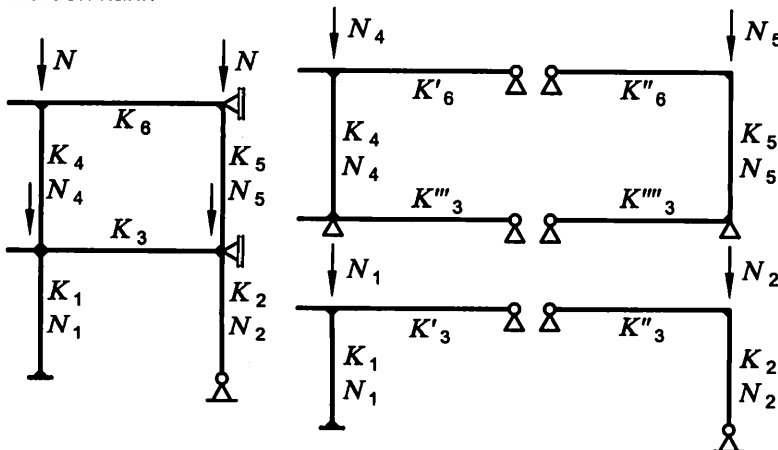 N N
K6
K4 K5
N4 N5
K3
K1 K2
N1 N2
N4 N5
K'6 K''6
K4 K5
N4 N5
K'''3 K''''3
N1 N2
K'3 K''3
K1 K2
N1 N2